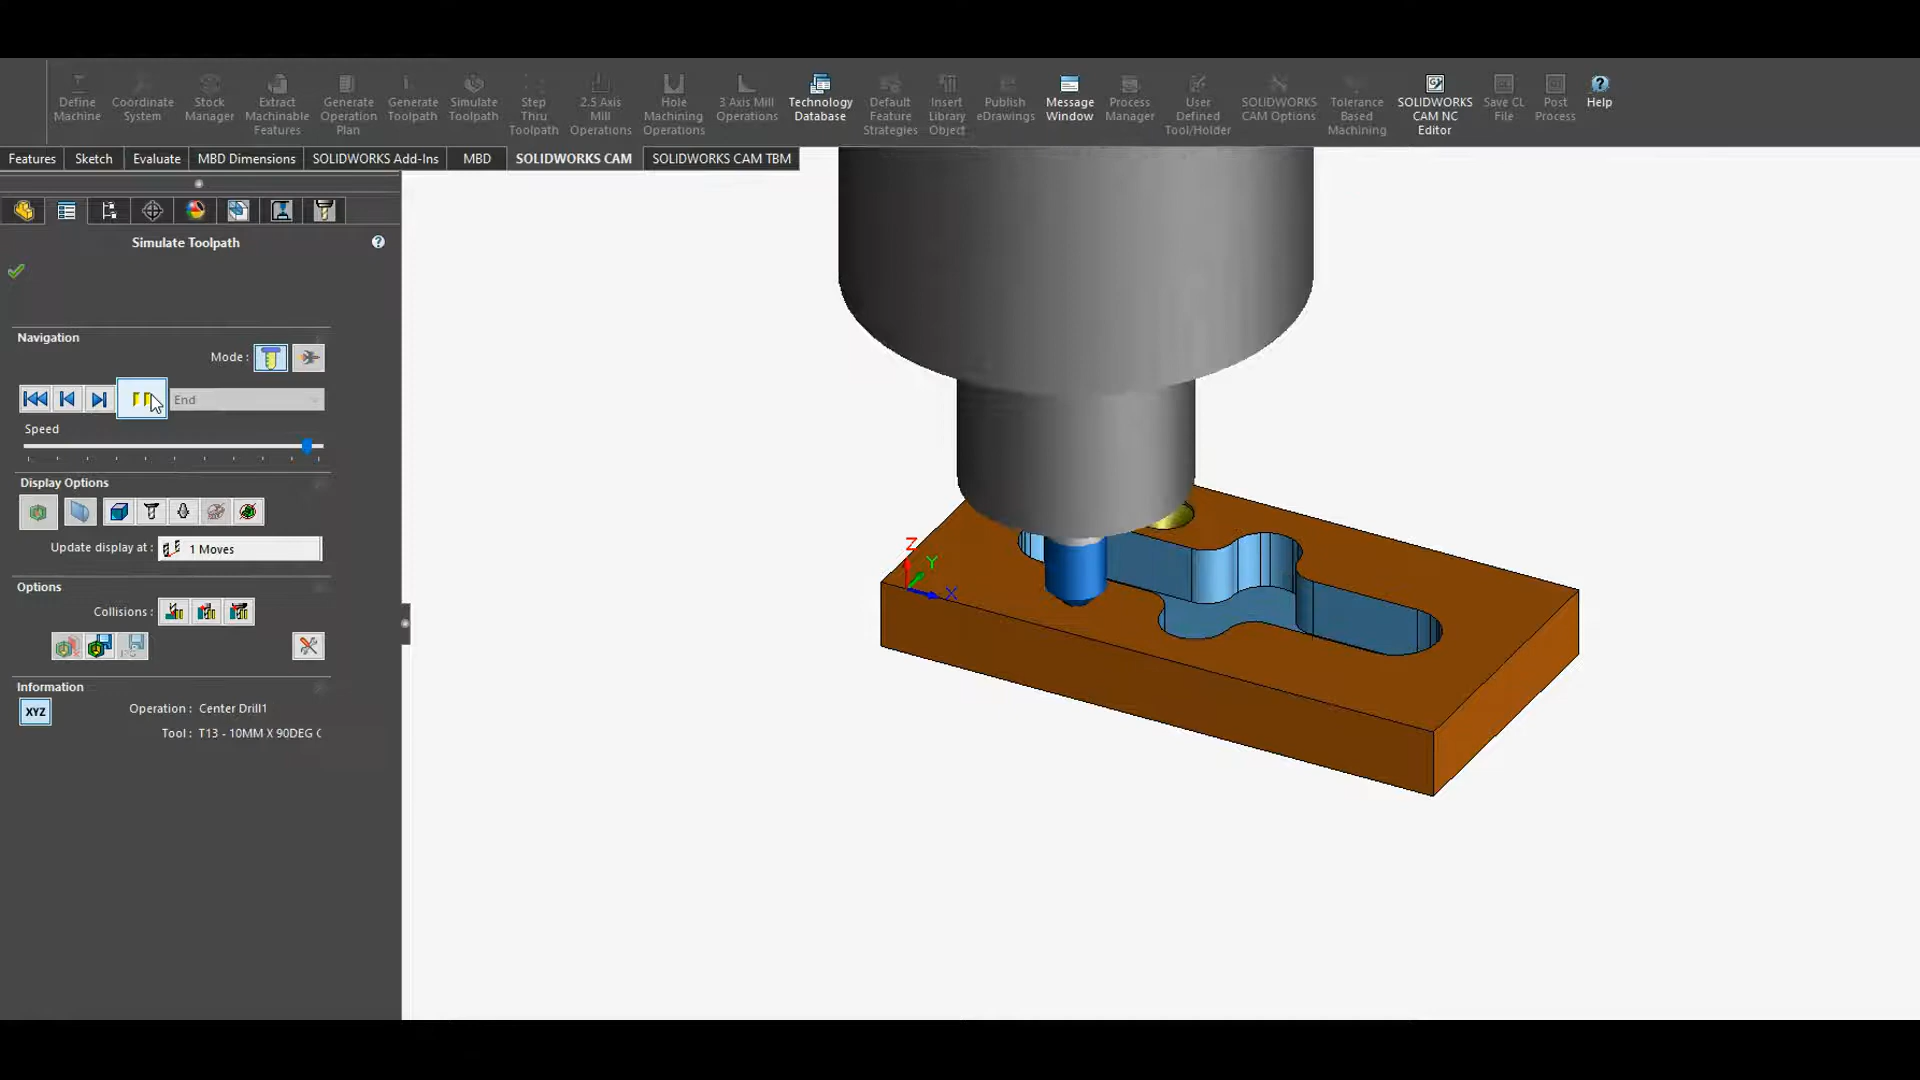 Define Machine
Coordinate System
Stock Manager
Extract Machinable Features
Generate Operation Plan
Generate Toolpath
Simulate Toolpath
Step Thru Toolpath
2.5 Axis Mill Operations
Hole Machining Operations
3 Axis Mill Operations
Technology Database
Default Feature Strategies
Insert Library Object
Publish eDrawings
Message Window
Process Manager
User Defined Tool/Holder
SOLIDWORKS CAM Options
Tolerance Based Machining
SOLIDWORKS CAM NC Editor
Save CL File
Post Process
Help
Features
Sketch
Evaluate
MBD Dimensions
SOLIDWORKS Add-Ins
MBD
SOLIDWORKS CAM
SOLIDWORKS CAM TBM
Simulate Toolpath
Navigation
Mode :
End
Speed
Display Options
Update display at : 1 Moves
Options
Collisions :
Information
XYZ
Operation : Center Drill1
Tool : T13 - 10MM X 90DEG C
Z
Y
X